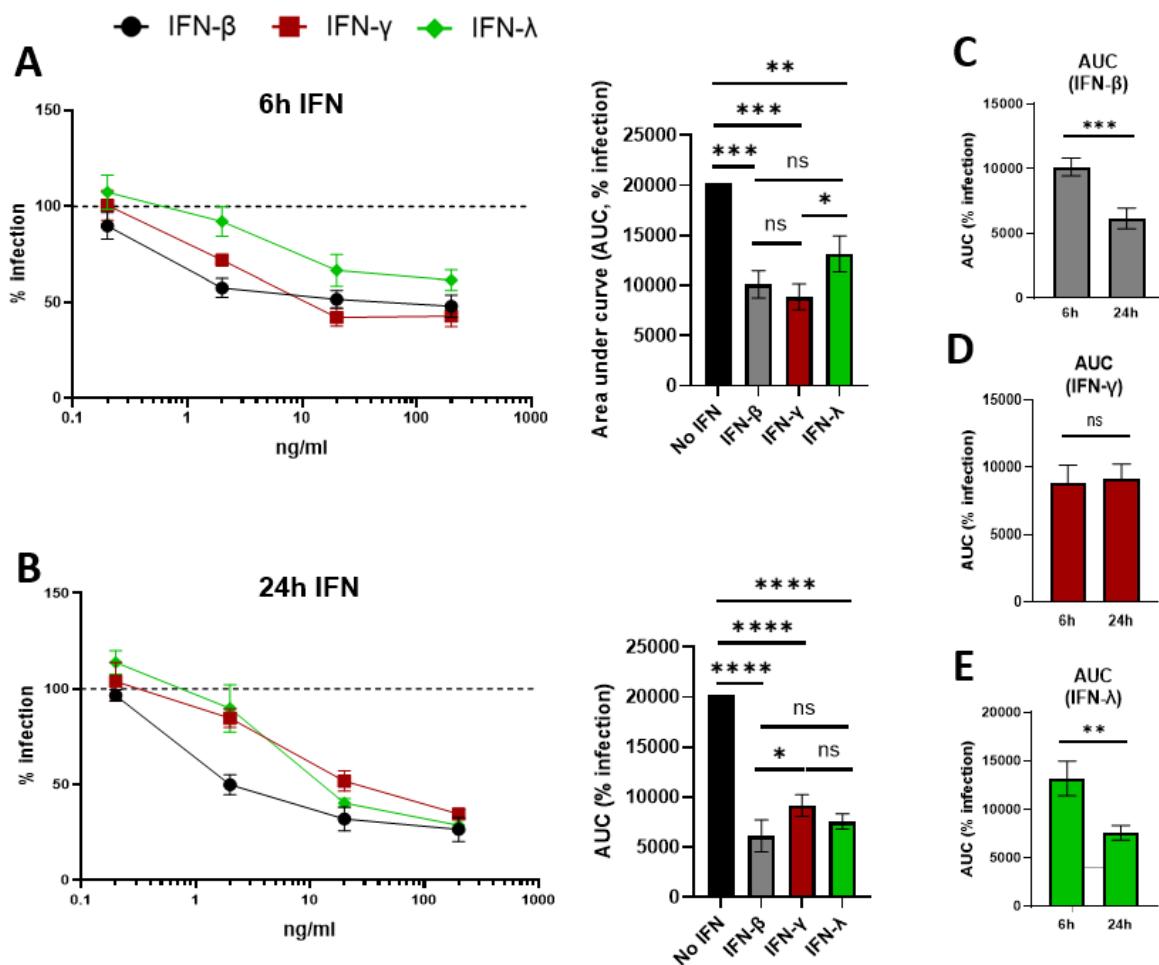 IFN-β IFN-γ IFN-λ
A
6h IFN
% Infection
150
100
50
0
0.1 1 10 100 1000
ng/ml
Area under curve (AUC, % infection)
25000
20000
15000
10000
5000
0
**
***
***
ns
*
ns
No IFN IFN-β IFN-γ IFN-λ
B
24h IFN
% infection
150
100
50
0
0.1 1 10 100 1000
ng/ml
AUC (% infection)
25000
20000
15000
10000
5000
0
****
****
****
ns
*
ns
No IFN IFN-β IFN-γ IFN-λ
C
AUC
(IFN-β)
AUC (% infection)
15000
10000
5000
0
***
6h 24h
D
AUC
(IFN-γ)
AUC (% infection)
15000
10000
5000
0
ns
6h 24h
E
AUC
(IFN-λ)
AUC (% infection)
20000
15000
10000
5000
0
**
6h 24h